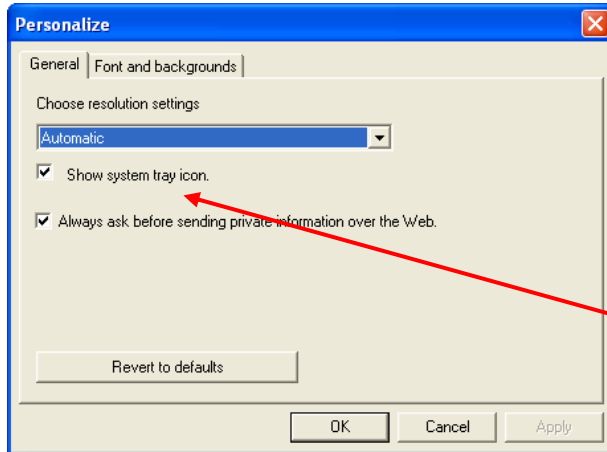 Personalize
General Font and backgrounds
Choose resolution settings
Automatic
Show system tray icon.
Always ask before sending private information over the Web.
Revert to defaults
OK Cancel Apply